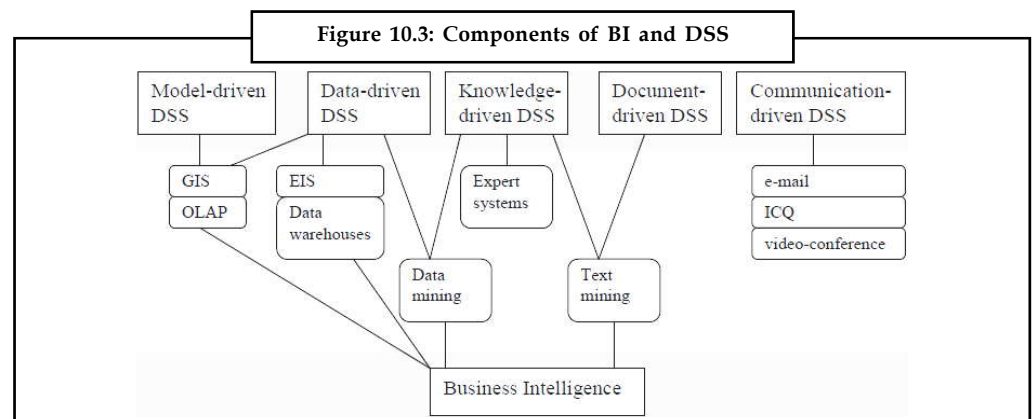 Figure 10.3: Components of BI and DSS
Model-driven
DSS
Data-driven
DSS
Knowledge-
driven DSS
Document-
driven DSS
Communication-
driven DSS
GIS
OLAP
EIS
Data
warehouses
Expert
systems
e-mail
ICQ
video-conference
Data
mining
Text
mining
Business Intelligence